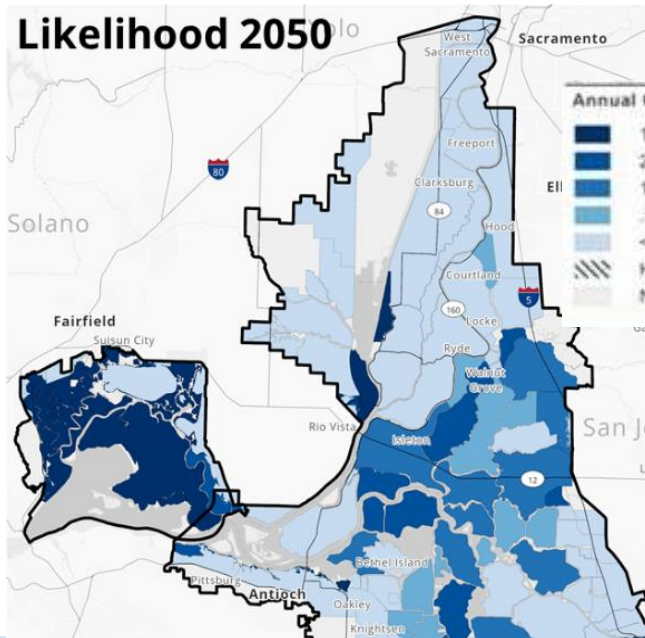 Likelihood 2050
Yolo
West
Sacramento
Sacramento
Annual
Freeport
80
Clarksburg
84
Solano
Hood
Courtland
5
160
Fairfield
Locke
Suisun City
Ryde
Walnut
Grove
Rio Vista
Isleton
12
Bethel Island
Pittsburg
Antioch
Oakley
Knightsen